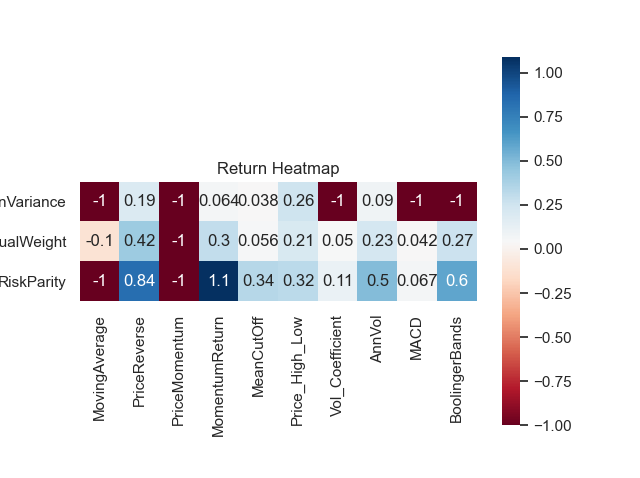 Return Heatmap
nVariance -1 0.19 -1 0.064 0.038 0.26 -1 0.09 -1 -1
ualWeight -0.1 0.42 -1 0.3 0.056 0.21 0.05 0.23 0.042 0.27
RiskParity -1 0.84 -1 1.1 0.34 0.32 0.11 0.5 0.067 0.6
MovingAverage
PriceReverse
PriceMomentum
MomentumReturn
MeanCutOff
Price_High_Low
Vol_Coefficient
AnnVol
MACD
BoolingerBands
1.00
0.75
0.50
0.25
0.00
−0.25
−0.50
−0.75
−1.00